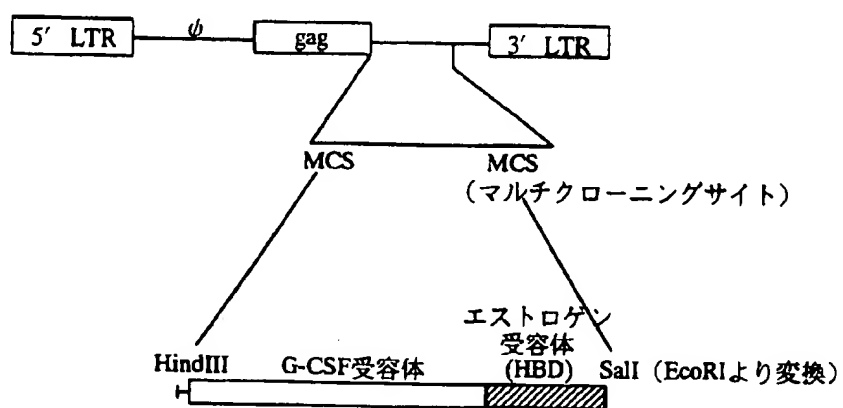 5′ LTR ψ gag 3′ LTR
MCS MCS
(マルチクローニングサイト)
エストロゲン
受容体
HindIII G-CSF受容体 (HBD) SalI (EcoRIより変換)